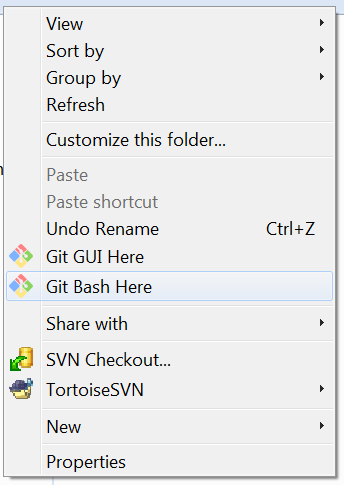 View
Sort by
Group by
Refresh
Customize this folder...
Paste
Paste shortcut
Undo Rename Ctrl+Z
Git GUI Here
Git Bash Here
Share with
SVN Checkout...
TortoiseSVN
New
Properties